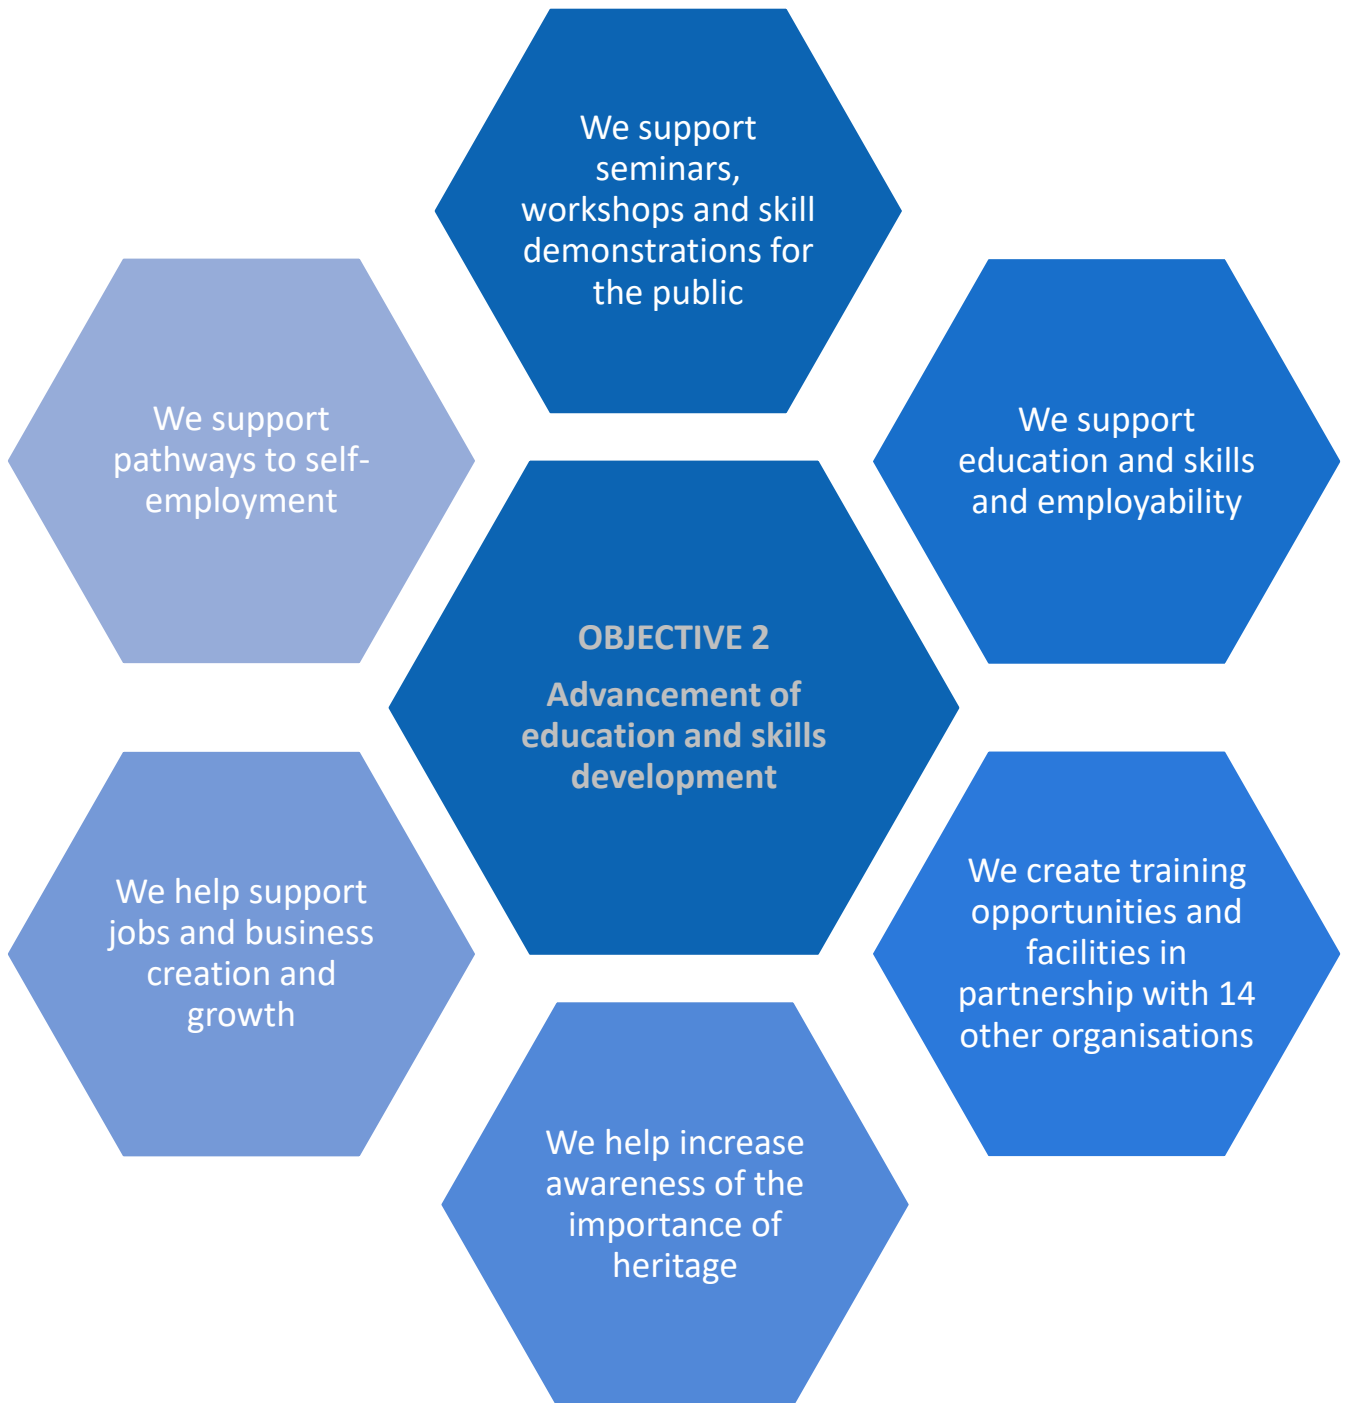 We support
seminars,
workshops and skill
demonstrations for
the public
We support
education and skills
and employability
We create training
opportunities and
facilities in
partnership with 14
other organisations
We help increase
awareness of the
importance of
heritage
We help support
jobs and business
creation and
growth
We support
pathways to self-
employment
OBJECTIVE 2
Advancement of
education and skills
development